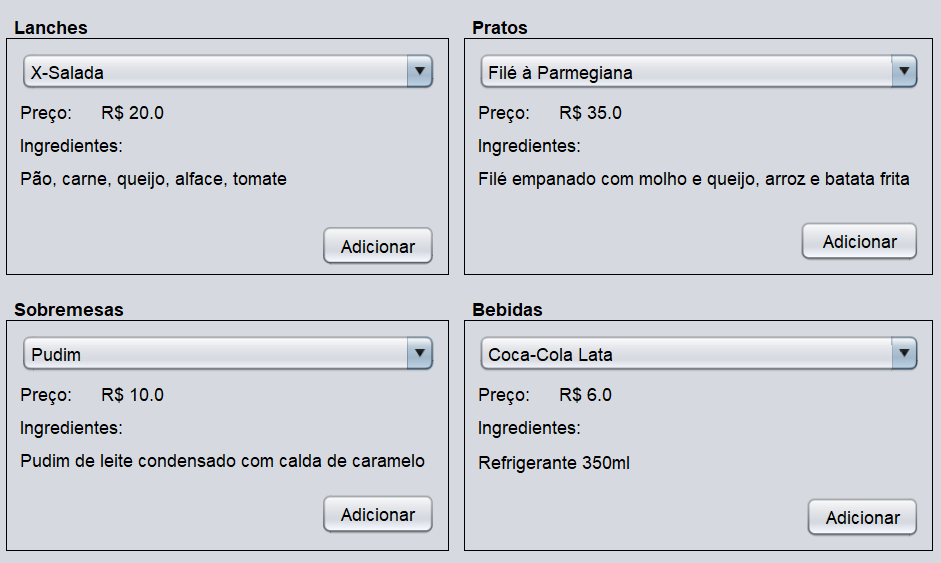 Lanches
X-Salada
Preço: R$ 20.0
Ingredientes:
Pão, carne, queijo, alface, tomate
Adicionar
Pratos
Filé à Parmegiana
Preço: R$ 35.0
Ingredientes:
Filé empanado com molho e queijo, arroz e batata frita
Adicionar
Sobremesas
Pudim
Preço: R$ 10.0
Ingredientes:
Pudim de leite condensado com calda de caramelo
Adicionar
Bebidas
Coca-Cola Lata
Preço: R$ 6.0
Ingredientes:
Refrigerante 350ml
Adicionar